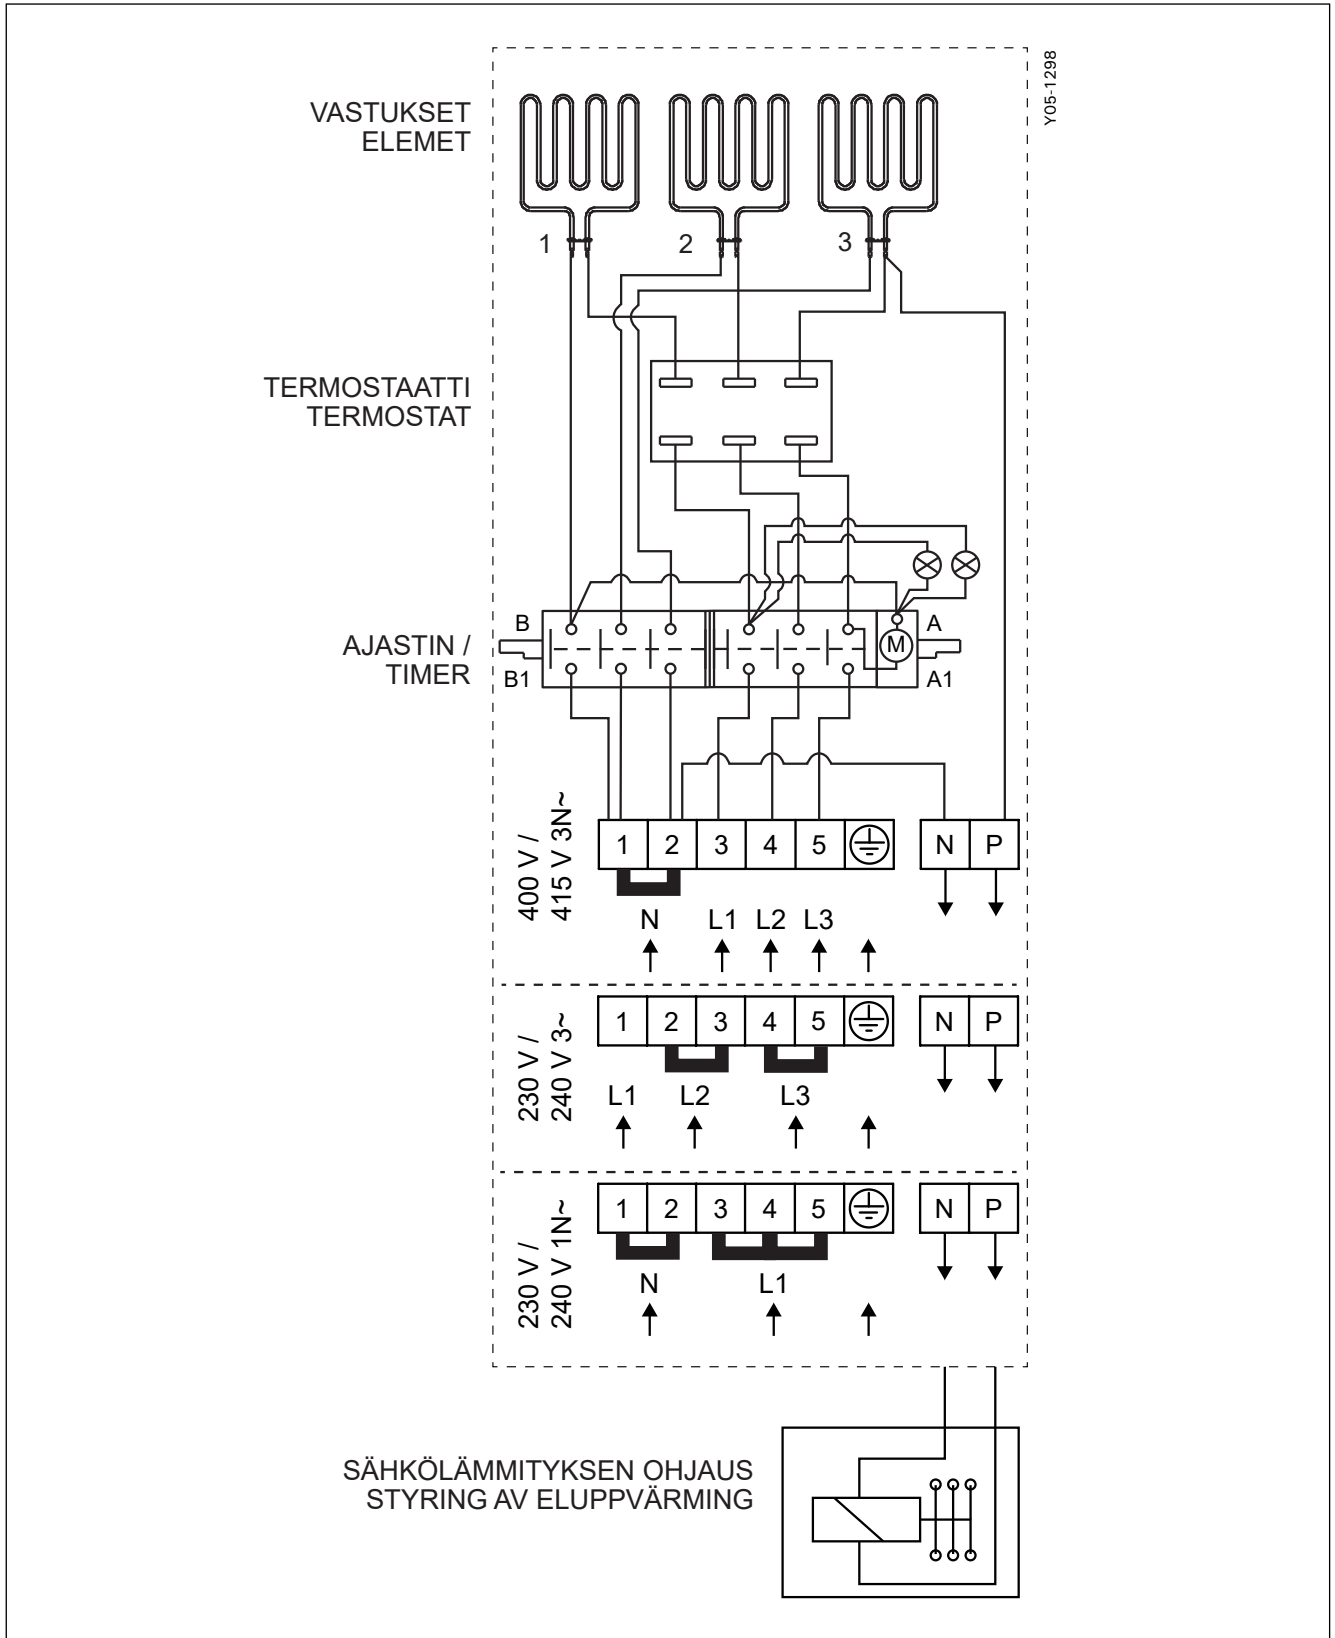 Y05-1298
VASTUKSET
ELEMET
1 2 3
TERMOSTAATTI
TERMOSTAT
AJASTIN /
TIMER
B A
M
B1 A1
400 V /
415 V 3N~
1 2 3 4 5 N P
N L1 L2 L3
230 V /
240 V 3~
1 2 3 4 5 N P
L1 L2 L3
230 V /
240 V 1N~
1 2 3 4 5 N P
N L1
SÄHKÖLÄMMITYKSEN OHJAUS
STYRING AV ELUPPVÄRMING